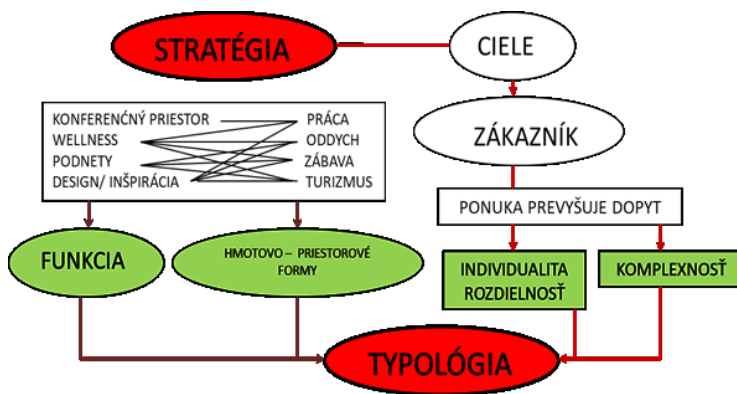 STRATÉGIA
CIELE
KONFERENĆNÝ PRIESTOR
PRÁCA
WELLNESS
ODDYCH
PODNETY
ZÁBAVA
DESIGN/ INŠPIRÁCIA
TURIZMUS
ZÁKAZNÍK
PONUKA PREVYŠUJE DOPYT
FUNKCIA
HMOTOVO – PRIESTOROVÉ
FORMY
INDIVIDUALITA
ROZDIELNOSŤ
KOMPLEXNOSŤ
TYPOLÓGIA